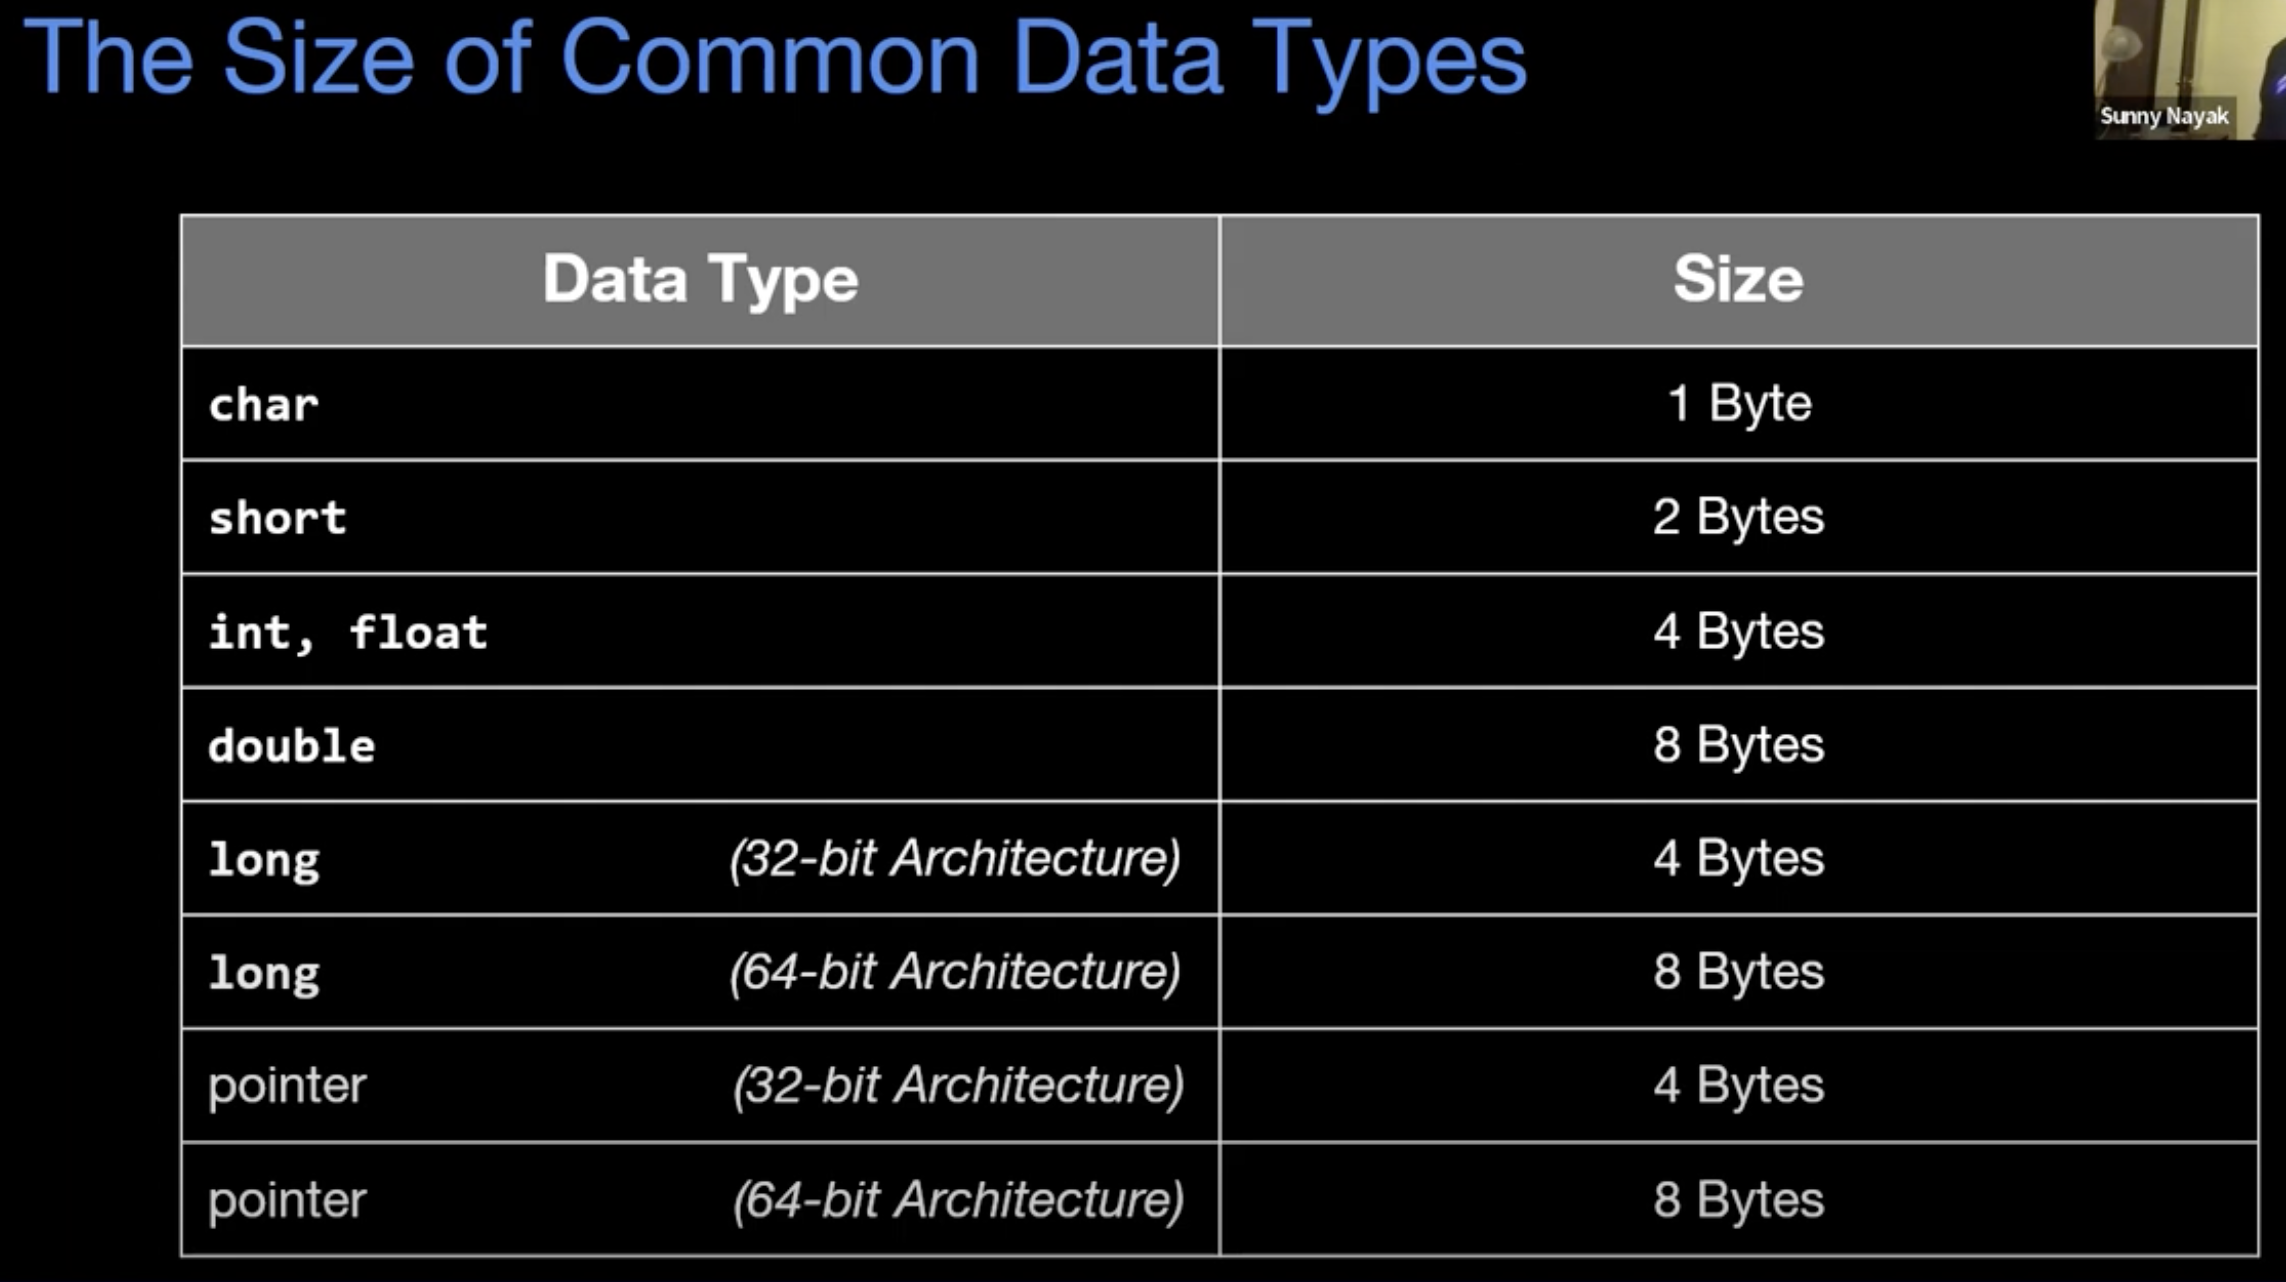 The Size of Common Data Types
Sunny Nayak
Data Type Size
char 1 Byte
short 2 Bytes
int, float 4 Bytes
double 8 Bytes
long (32-bit Architecture) 4 Bytes
long (64-bit Architecture) 8 Bytes
pointer (32-bit Architecture) 4 Bytes
pointer (64-bit Architecture) 8 Bytes